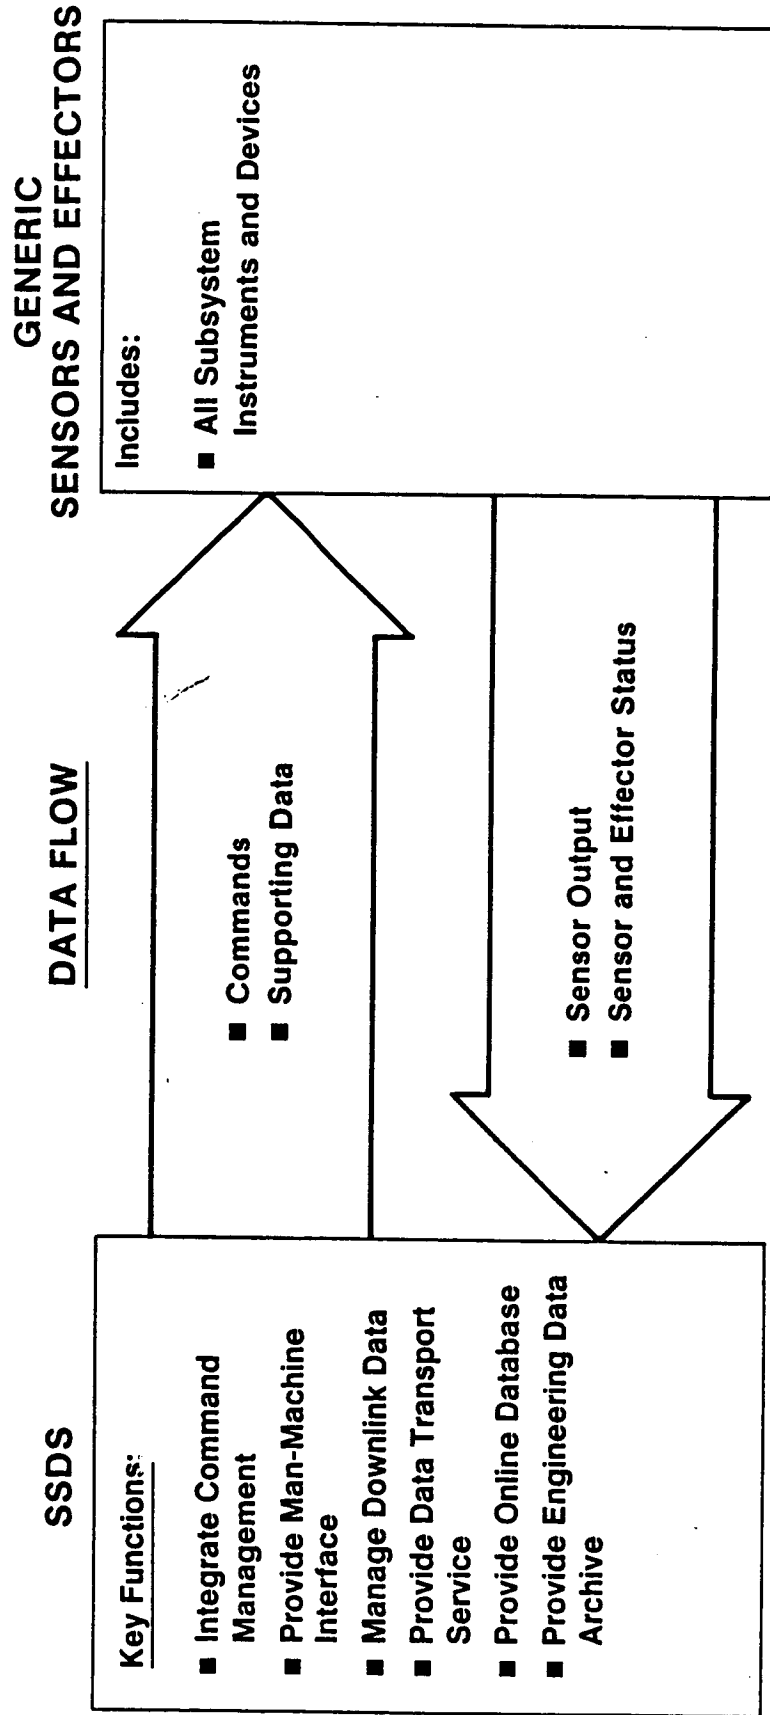 SSDS
Key Functions:
■ Integrate Command
Management
■ Provide Man-Machine
Interface
■ Manage Downlink Data
■ Provide Data Transport
Service
■ Provide Online Database
■ Provide Engineering Data
Archive
DATA FLOW
■ Commands
■ Supporting Data
■ Sensor Output
■ Sensor and Effector Status
GENERIC
SENSORS AND EFFECTORS
Includes:
■ All Subsystem
Instruments and Devices